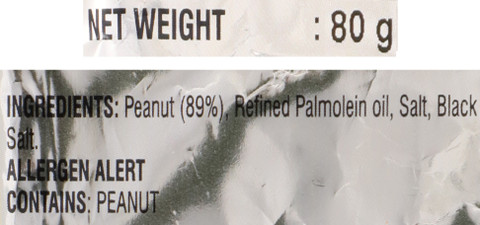 NET WEIGHT : 80 g
INGREDIENTS: Peanut (89%), Refined Palmolein oil, Salt, Black
Salt.
ALLERGEN ALERT
CONTAINS: PEANUT